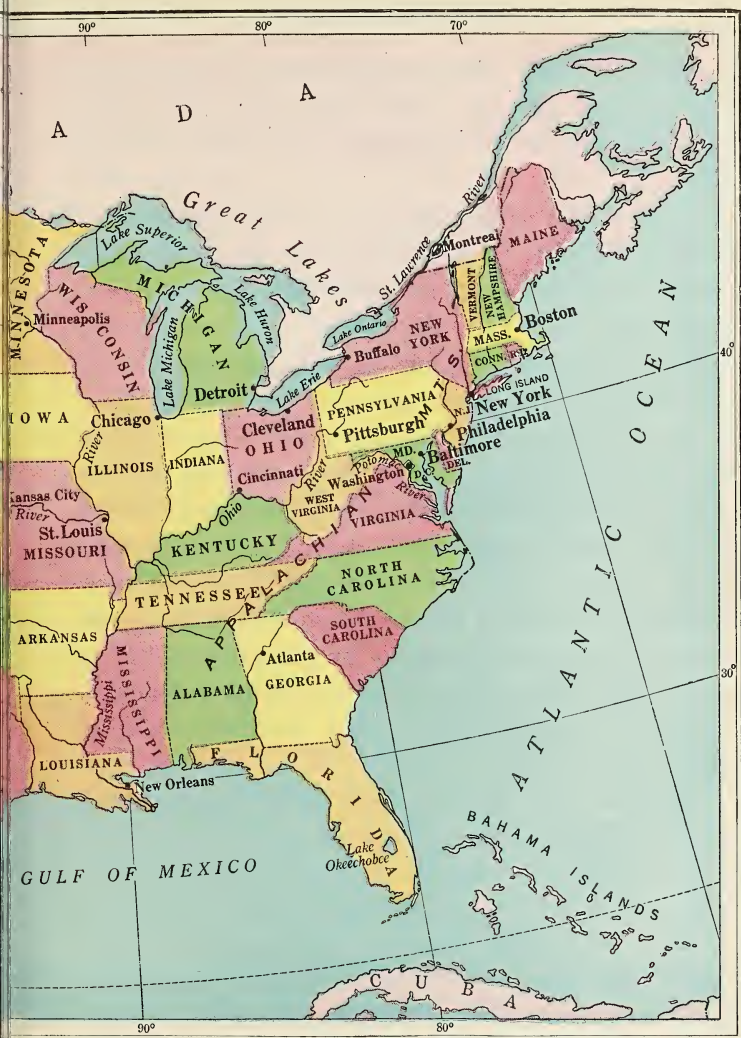 90°
80°
70°
A D A
Great Lakes
Lake Superior
St. Lawrence River
Montreal
MAINE
MINNESOTA
Minneapolis
WISCONSIN
MICHIGAN
Lake Michigan
Lake Huron
Lake Ontario
Lake Erie
Detroit
Buffalo
NEW
YORK
VERMONT
NEW
HAMPSHIRE
Boston
MASS.
CONN.
R.I.
LONG ISLAND
New York
40°
IOWA
Chicago
Cleveland
OHIO
PENNSYLVANIA
Pittsburgh
N.J.
Philadelphia
Baltimore
MD.
DEL.
D.C.
Washington
Potomac
River
River
ILLINOIS
INDIANA
Cincinnati
Ohio
River
WEST
VIRGINIA
VIRGINIA
Kansas City
River
St. Louis
MISSOURI
KENTUCKY
TENNESSEE
NORTH
CAROLINA
APPALACHIAN MTS
SOUTH
CAROLINA
ARKANSAS
MISSISSIPPI
Mississippi
ALABAMA
Atlanta
GEORGIA
30°
LOUISIANA
New Orleans
FLORIDA
Lake
Okeechobee
GULF OF MEXICO
ATLANTIC OCEAN
BAHAMA ISLANDS
CUBA
90°
80°